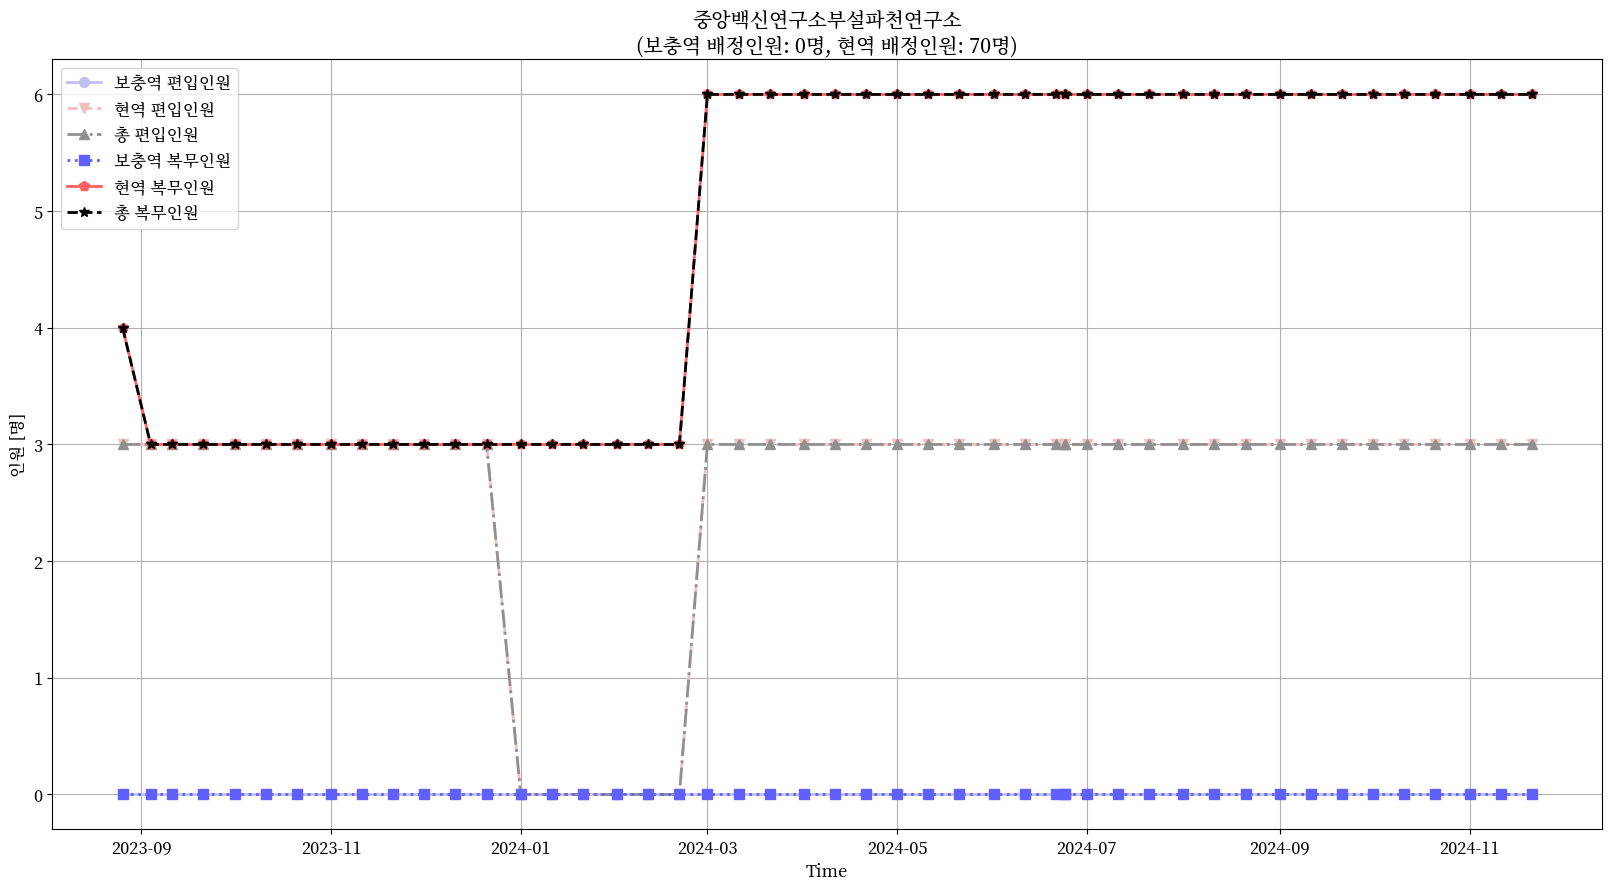 중앙백신연구소부설파천연구소
(보충역 배정인원: 0명, 현역 배정인원: 70명)
보충역 편입인원
현역 편입인원
총 편입인원
보충역 복무인원
현역 복무인원
총 복무인원
인원 [명]
6
5
4
3
2
1
0
2023-09
2023-11
2024-01
2024-03
2024-05
2024-07
2024-09
2024-11
Time